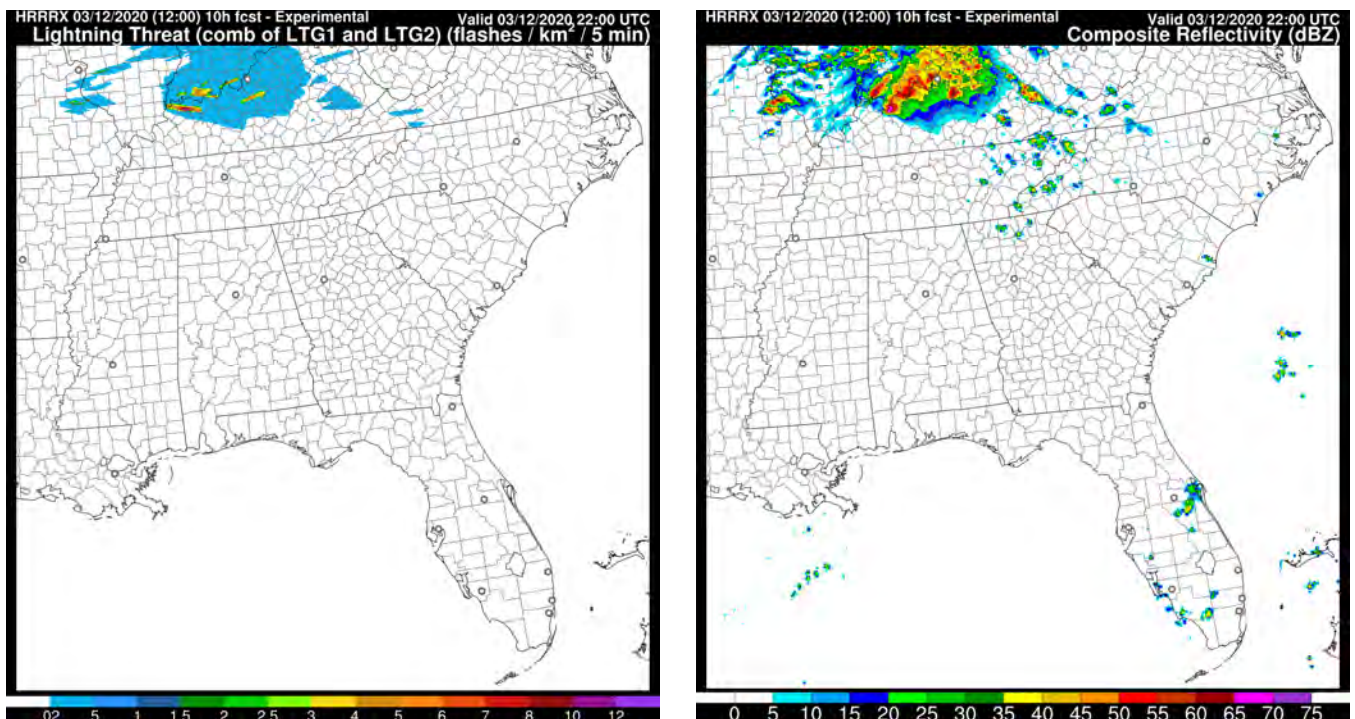 HRRRX 03/12/2020 (12:00) 10h fcst - Experimental Valid 03/12/2020 22:00 UTC
Lightning Threat (comb of LTG1 and LTG2) (flashes / km² / 5 min)
02 5 1 1.5 2 2.5 3 4 5 6 7 8 10 12
HRRRX 03/12/2020 (12:00) 10h fcst - Experimental Valid 03/12/2020 22:00 UTC
Composite Reflectivity (dBZ)
0 5 10 15 20 25 30 35 40 45 50 55 60 65 70 75